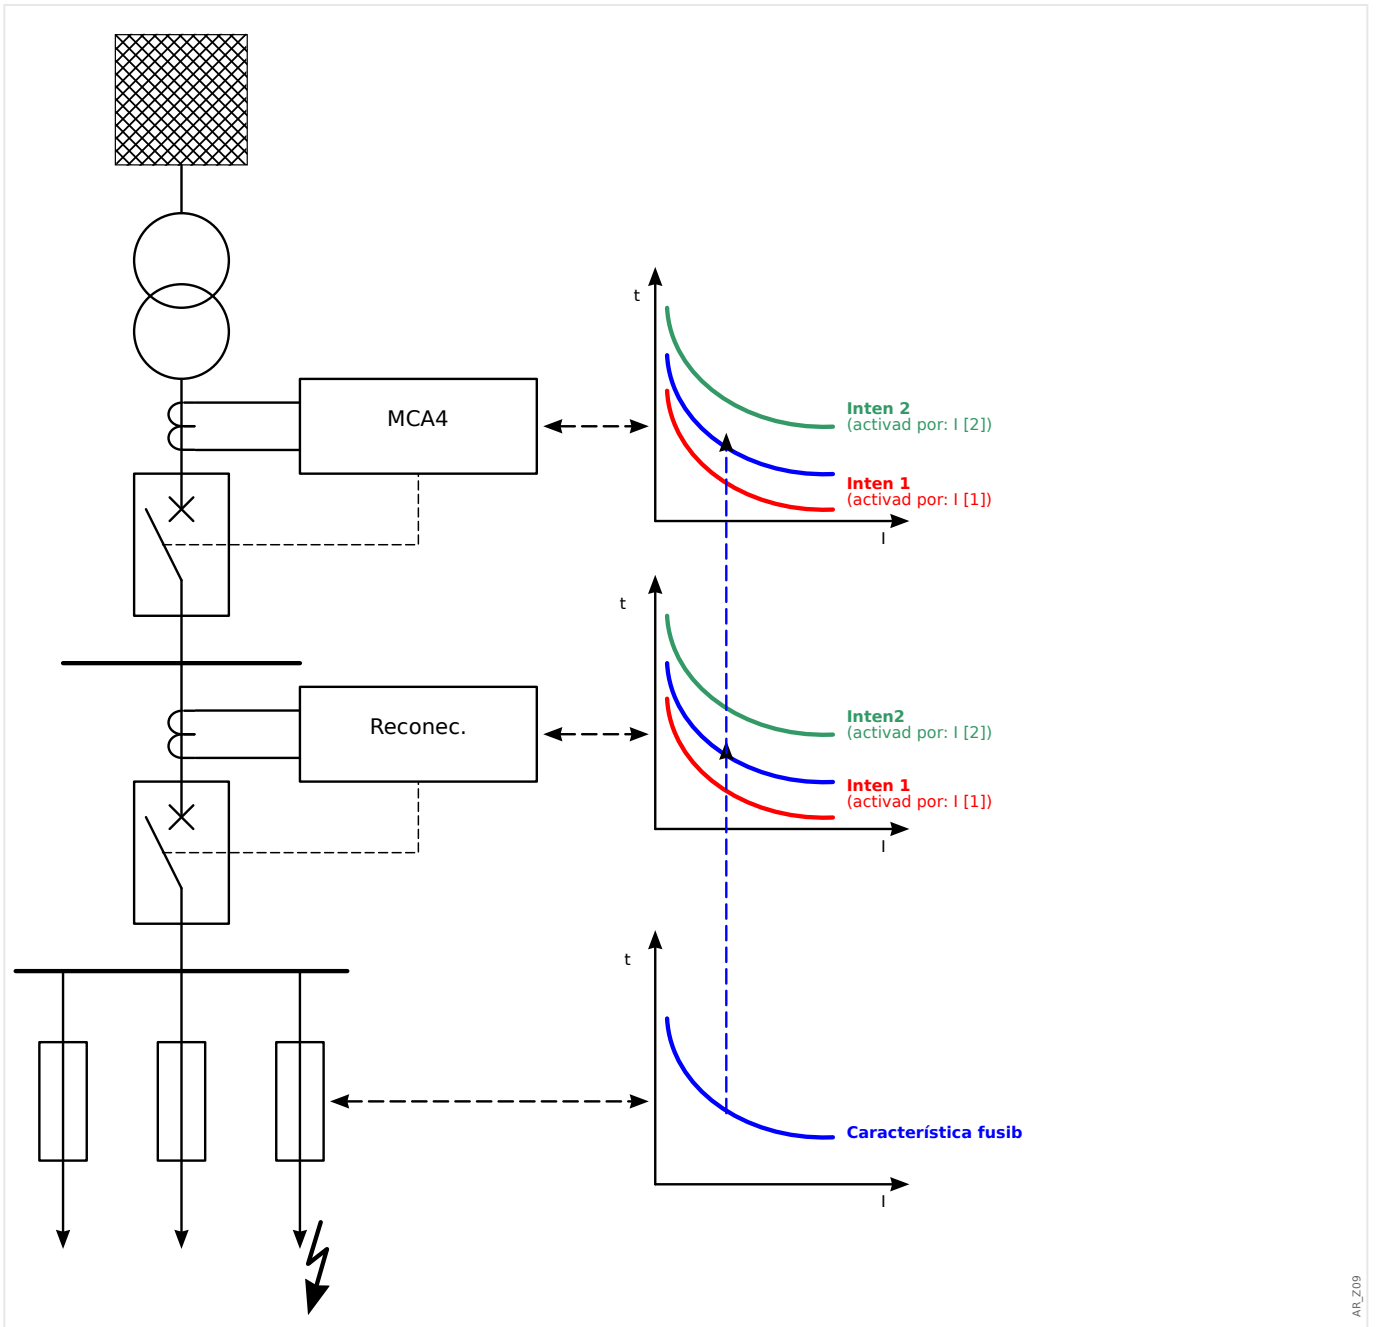 t
MCA4
Inten 2
(activad por: I [2])
Inten 1
(activad por: I [1])
I
t
Reconec.
Inten2
(activad por: I [2])
Inten 1
(activad por: I [1])
I
t
Característica fusib
I
AR_Z09